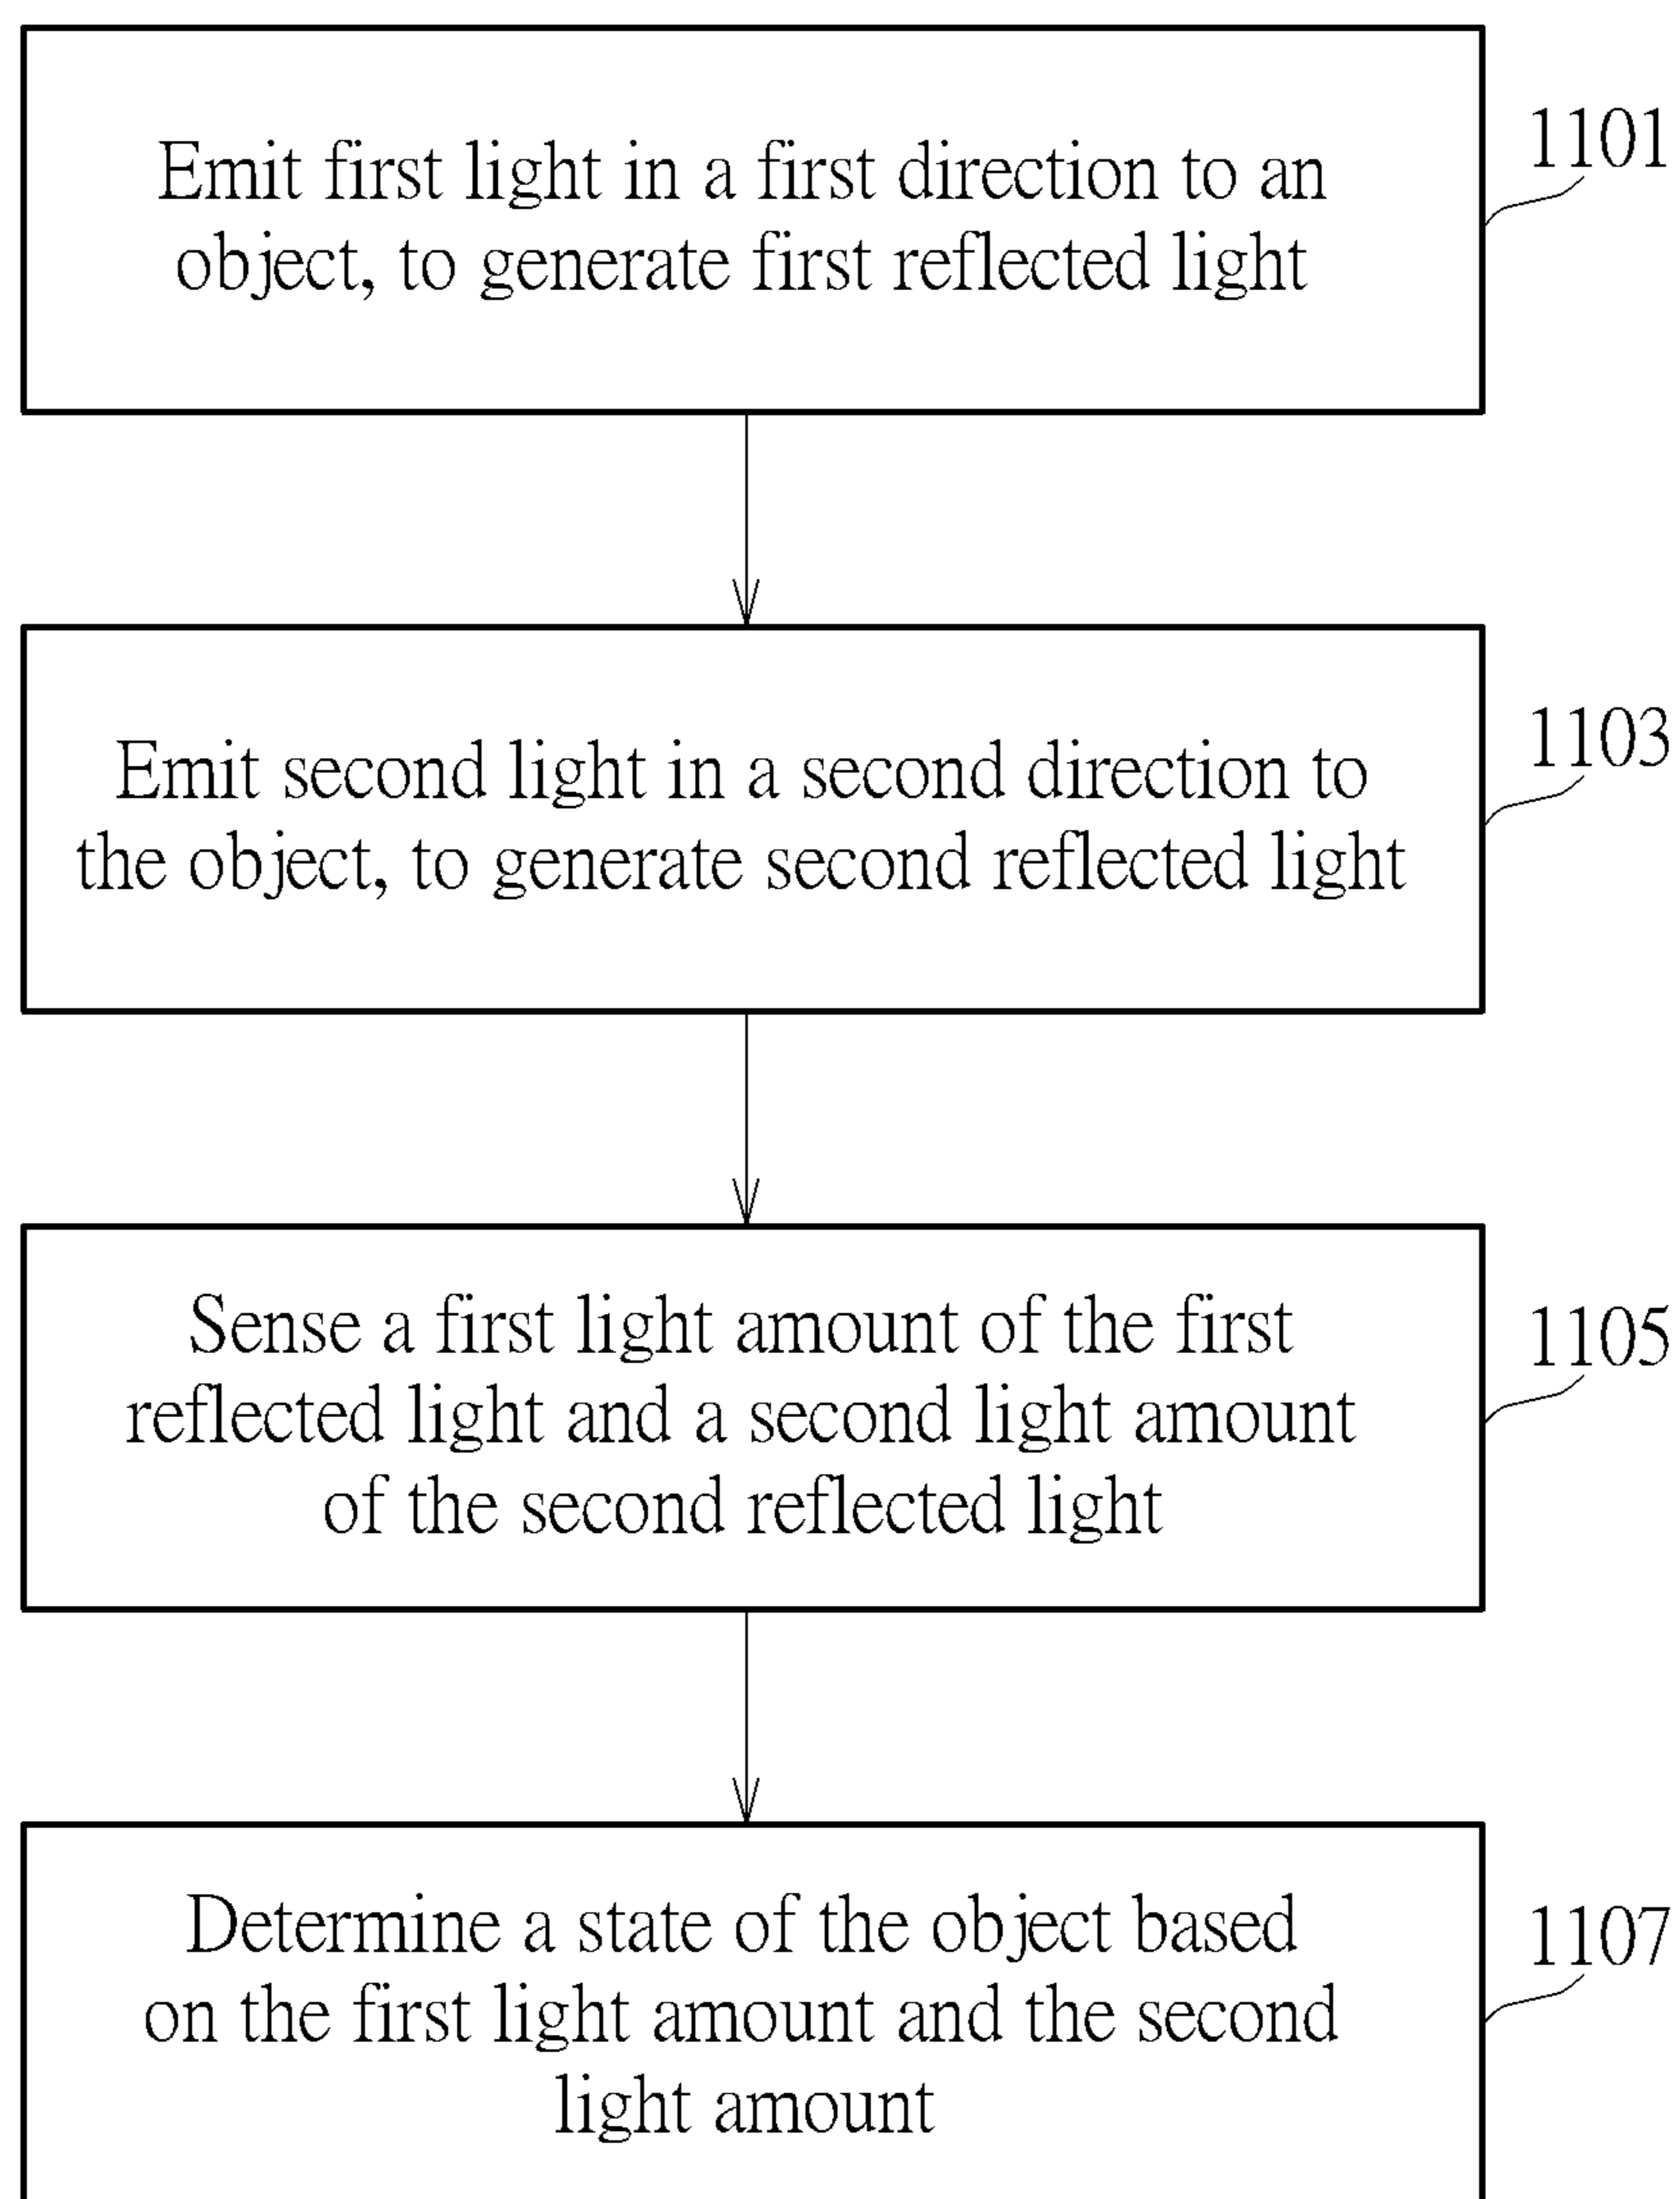 Emit first light in a first direction to an
object, to generate first reflected light
1101
Emit second light in a second direction to
the object, to generate second reflected light
1103
Sense a first light amount of the first
reflected light and a second light amount
of the second reflected light
1105
Determine a state of the object based
on the first light amount and the second
light amount
1107